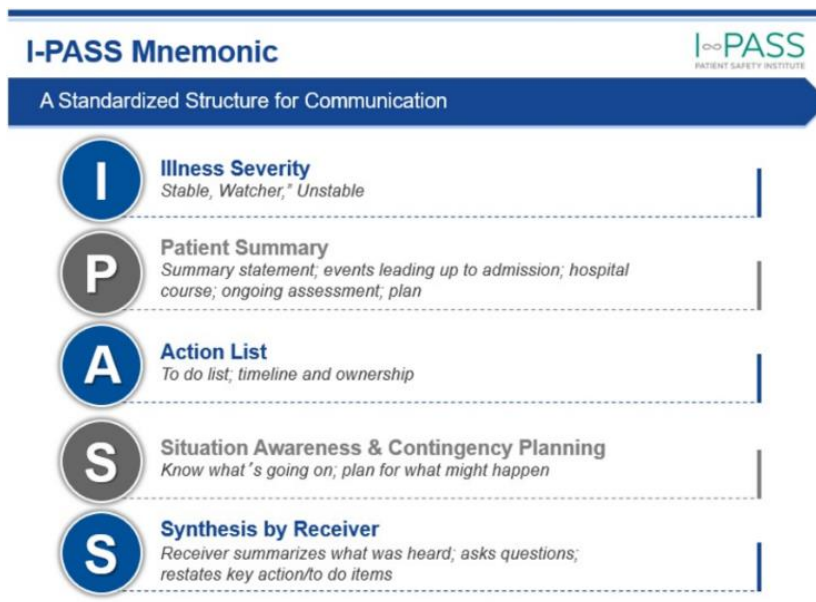 I-PASS Mnemonic
I-PASS
PATIENT SAFETY INSTITUTE
A Standardized Structure for Communication
I
Illness Severity
Stable, Watcher," Unstable
P
Patient Summary
Summary statement; events leading up to admission; hospital
course; ongoing assessment; plan
A
Action List
To do list; timeline and ownership
S
Situation Awareness & Contingency Planning
Know what's going on; plan for what might happen
S
Synthesis by Receiver
Receiver summarizes what was heard; asks questions;
restates key action/to do items